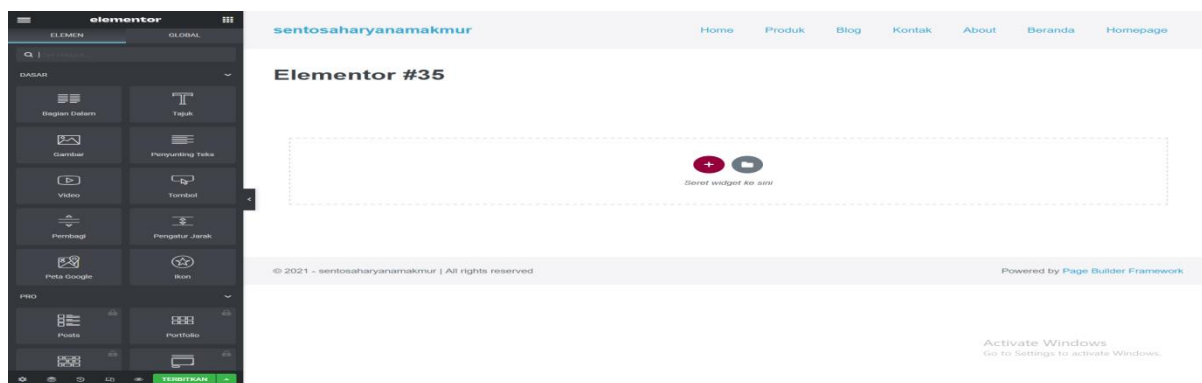 elementor
ELEMEN GLOBAL
DASAR
Bagian Dalam Tajuk
Gambar Penyunting Teks
Video Tombol
Pembagi Pengatur Jarak
Peta Google Ikon
PRO
Posts Portfolio
TERBITKAN
sentosaharyanamakmur Home Produk Blog Kontak About Beranda Homepage
Elementor #35
Seret widget ke sini
© 2021 - sentosaharyanamakmur | All rights reserved Powered by Page Builder Framework
Activate Windows
Go to Settings to activate Windows.